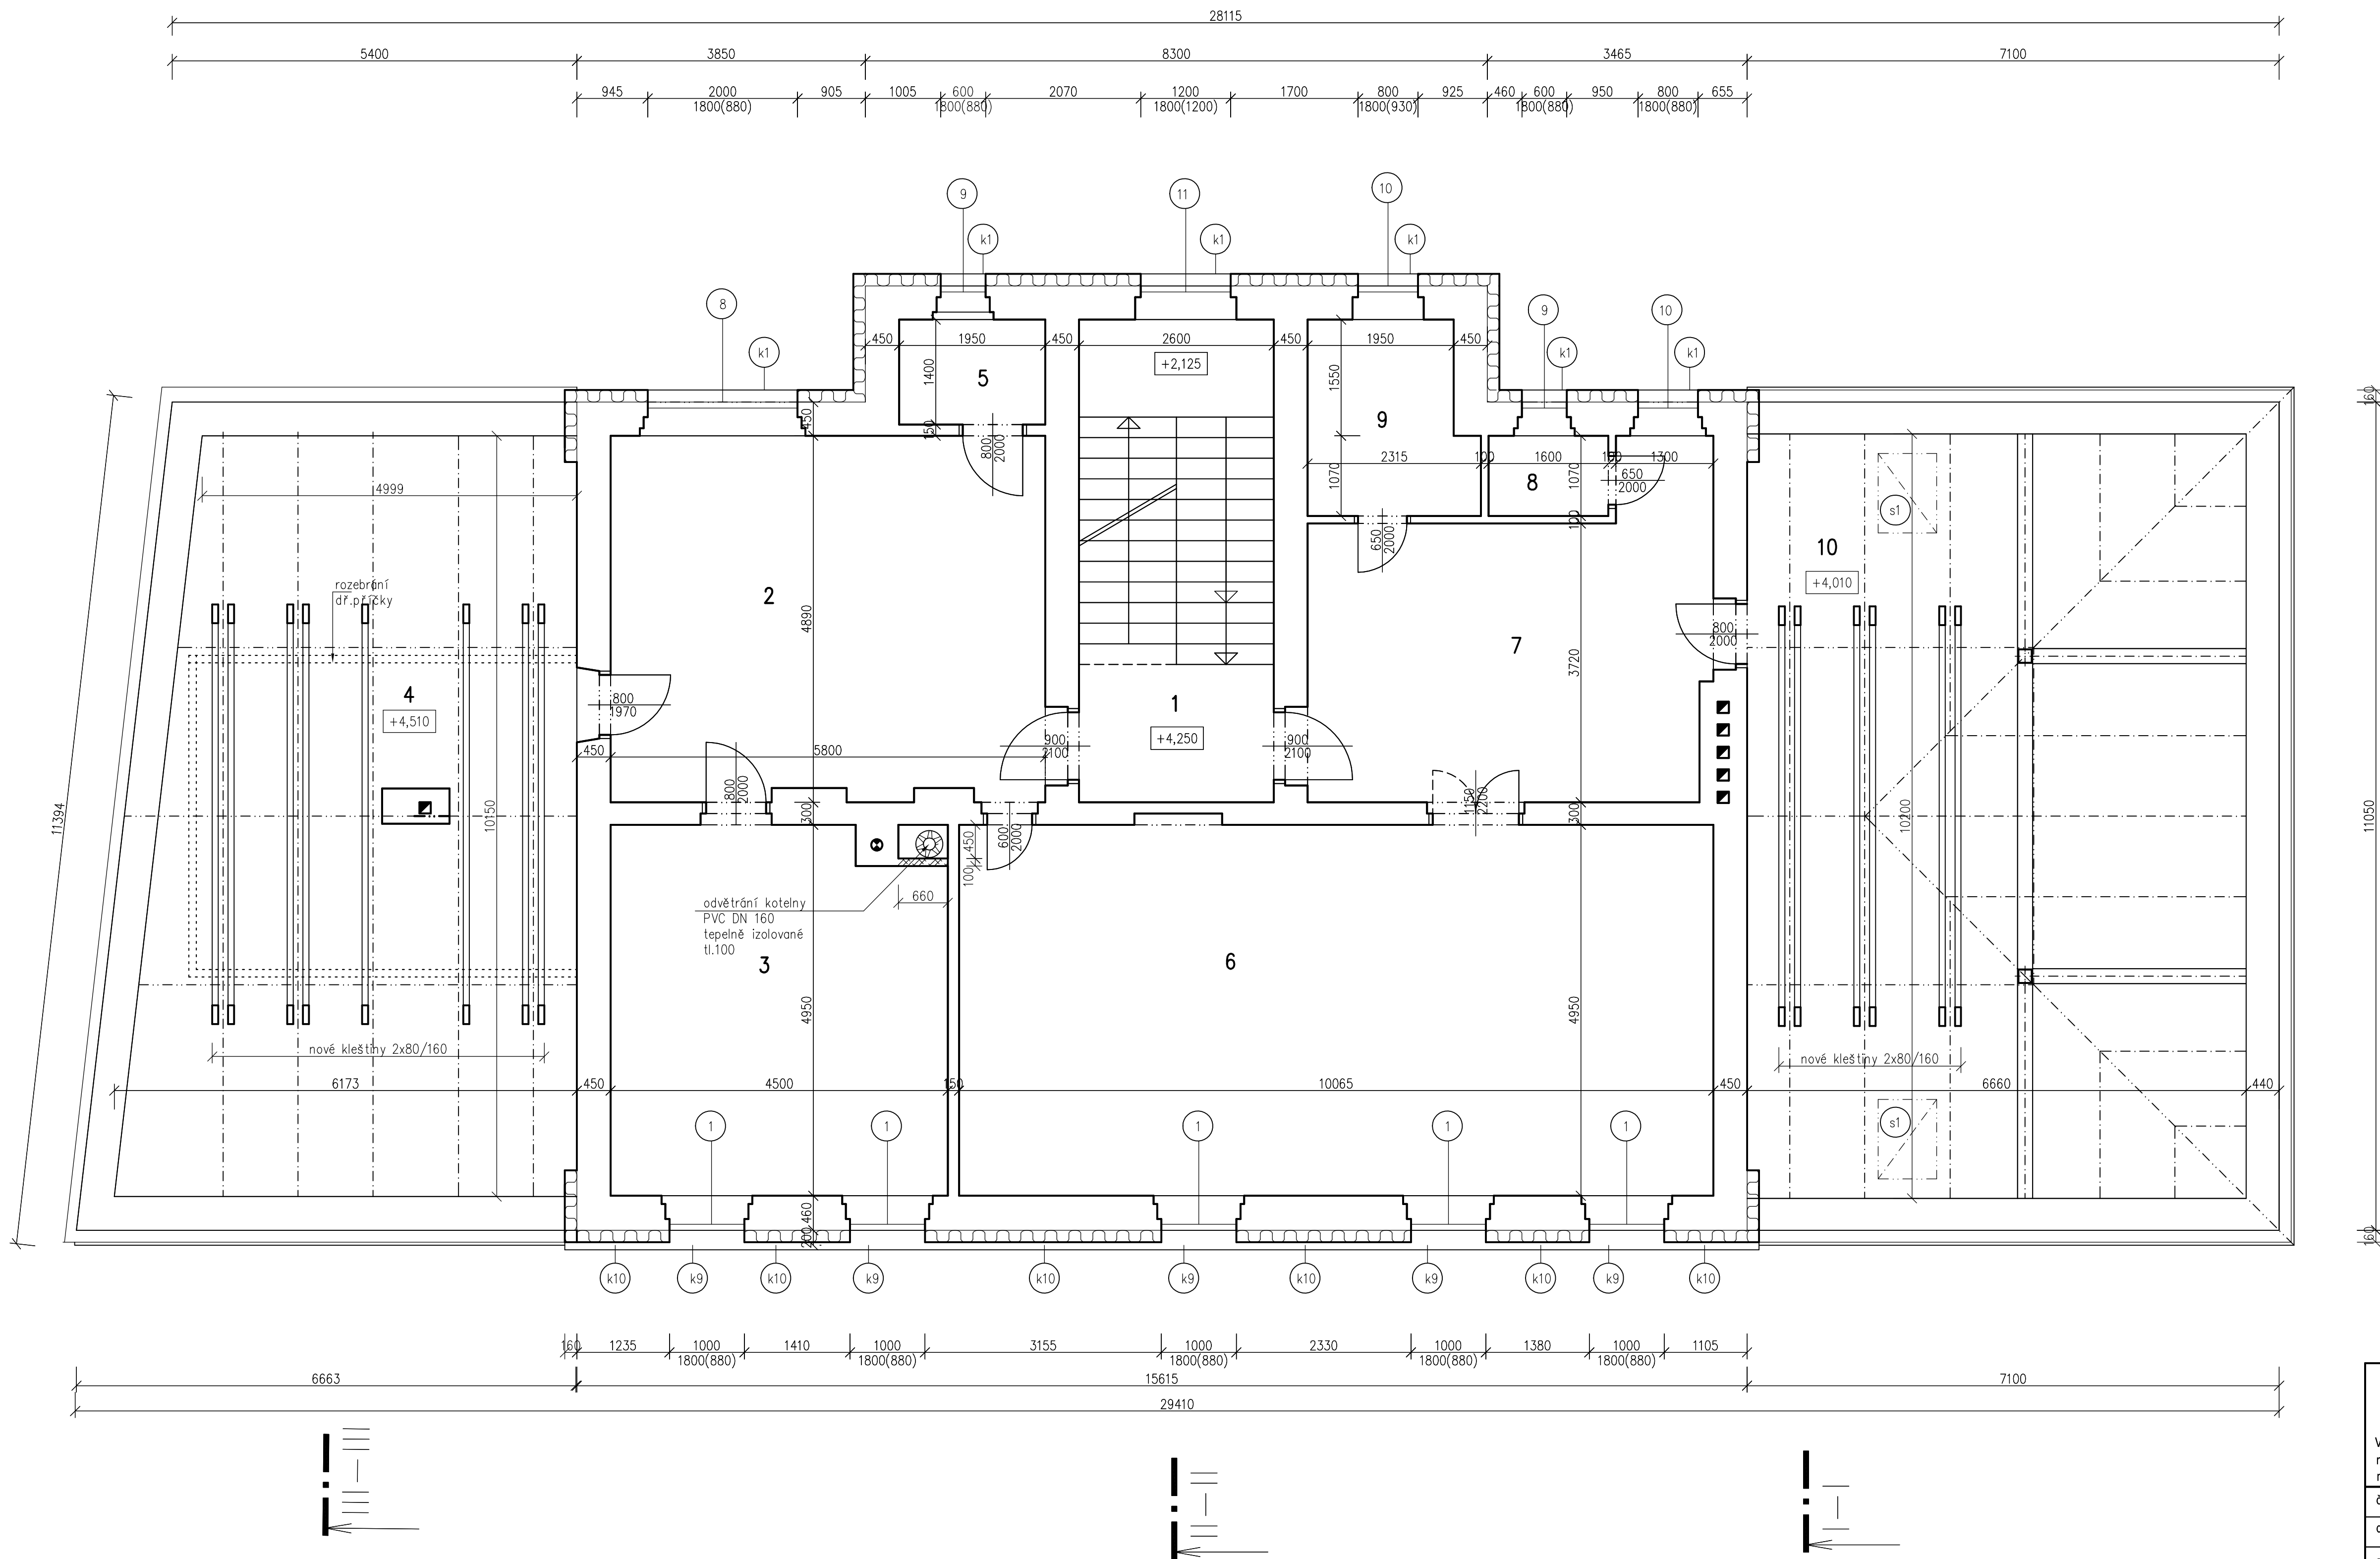 28115
5400 3850 8300 3465 7100
945 2000 905 1005 600 2070 1200 1700 800 925 460 600 950 800 655
1800(880) 1800(880) 1800(1200) 1800(930) 1800(880) 1800(880)
9 11 10
k1 k1 k1
8 9 10
k1 k1 k1
450 1950 450 2600 450 1950 450
+2,125
1400 5 1550 9
160
450 150
800 2000
2315 100 1600 100 1300
1070 8 1070 650 2000
4999
s1
100
650 2000
10
+4,010
rozebrání
dř.příčky
2
4890
7
3720
800
2000
4
+4,510
800
1970
1
+4,250
450 5800
900
2100
900
2100
800 2000
1150 2200
11394
10150
300
600 2000
450
100
300
10200
11050
660
odvětrání kotelny
PVC DN 160
tepelně izolované
tl.100
3
6
4950
4950
nové kleštiny 2x80/160
nové kleštiny 2x80/160
6173 450 4500 150 10065 450 6660 440
1 1 1 1 1
s1
460
200
160
k10 k9 k10 k9 k10 k9 k10 k9 k10 k9 k10
160 1235 1000 1410 1000 3155 1000 2330 1000 1380 1000 1105
1800(880) 1800(880) 1800(880) 1800(880) 1800(880)
6663 15615 7100
29410
III–III
II–II
I–I